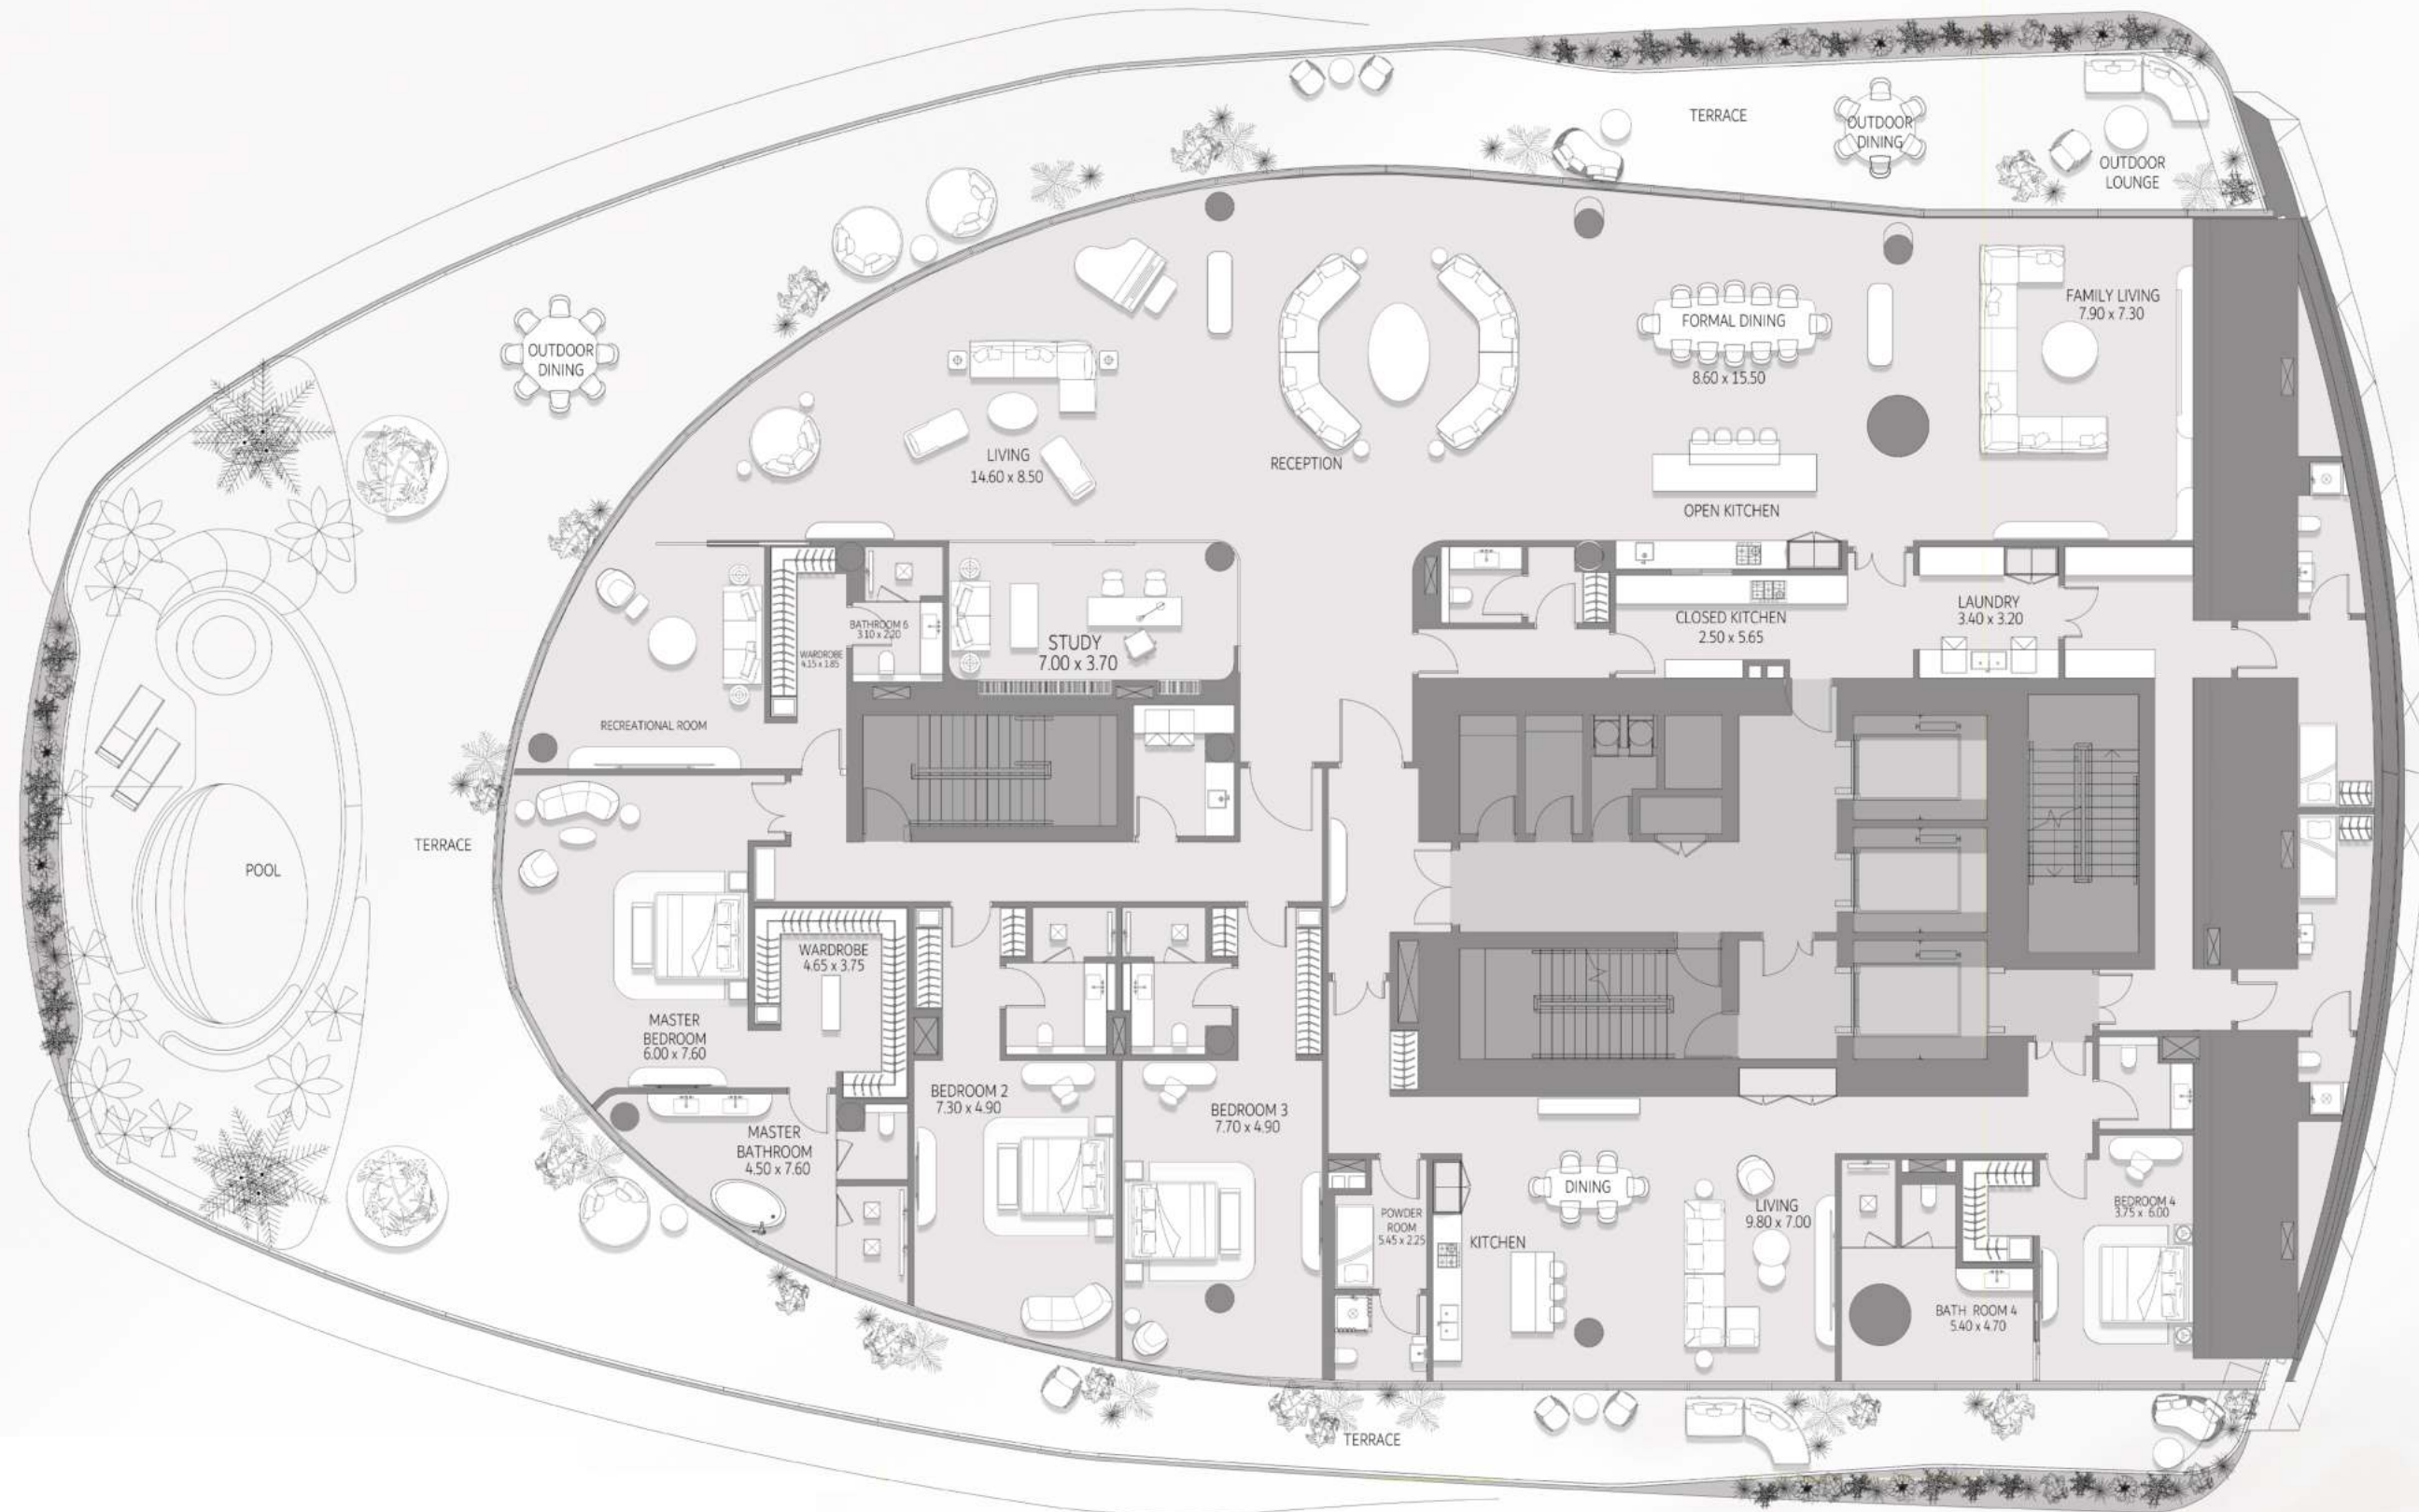 TERRACE
OUTDOOR
DINING
OUTDOOR
LOUNGE
OUTDOOR
DINING
LIVING
14.60 x 8.50
RECEPTION
FORMAL DINING
8.60 x 15.50
OPEN KITCHEN
FAMILY LIVING
7.90 x 7.30
RECREATIONAL ROOM
WARDROBE
4.15 x 1.85
BATHROOM 6
3.10 x 2.20
STUDY
7.00 x 3.70
CLOSED KITCHEN
2.50 x 5.65
LAUNDRY
3.40 x 3.20
POOL
TERRACE
WARDROBE
4.65 x 3.75
MASTER
BEDROOM
6.00 x 7.60
MASTER
BATHROOM
4.50 x 7.60
BEDROOM 2
7.30 x 4.90
BEDROOM 3
7.70 x 4.90
POWDER
ROOM
5.45 x 2.25
KITCHEN
DINING
LIVING
9.80 x 7.00
BATH ROOM 4
5.40 x 4.70
BEDROOM 4
3.75 x 6.00
TERRACE